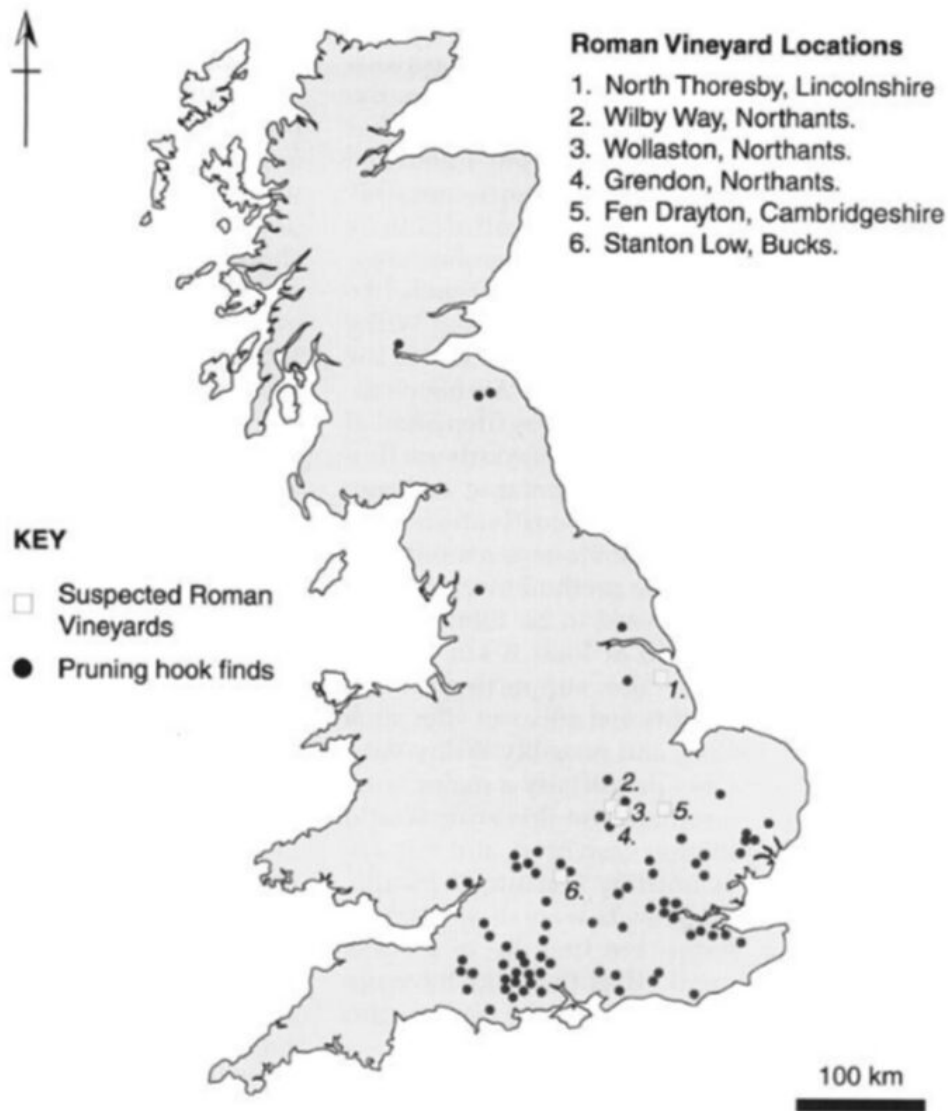 Roman Vineyard Locations
1. North Thoresby, Lincolnshire
2. Wilby Way, Northants.
3. Wollaston, Northants.
4. Grendon, Northants.
5. Fen Drayton, Cambridgeshire
6. Stanton Low, Bucks.
KEY
Suspected Roman
Vineyards
Pruning hook finds
1.
2.
3.
5.
4.
6.
100 km